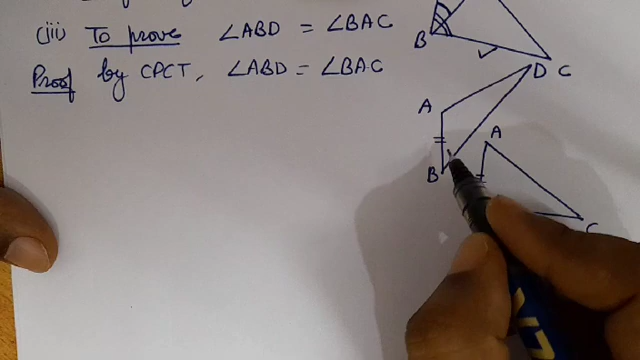 (iii) To prove ∠ABD = ∠BAC
Proof by CPCT, ∠ABD = ∠BAC
B
C
D
A
B
A
C